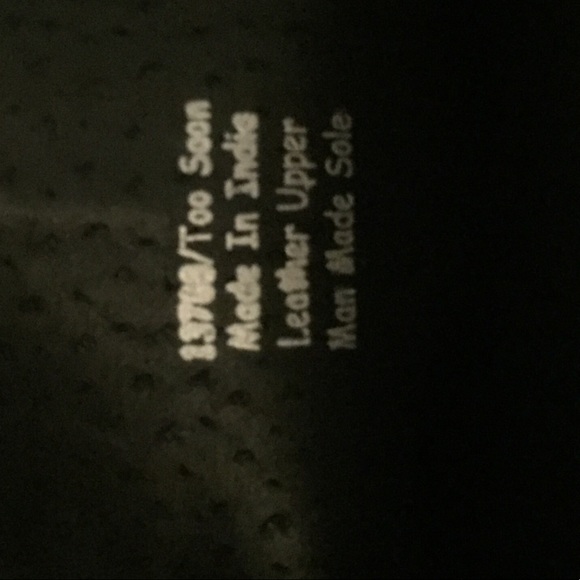 /Too Soon
Made In India
Leather Upper
Man Made Sole